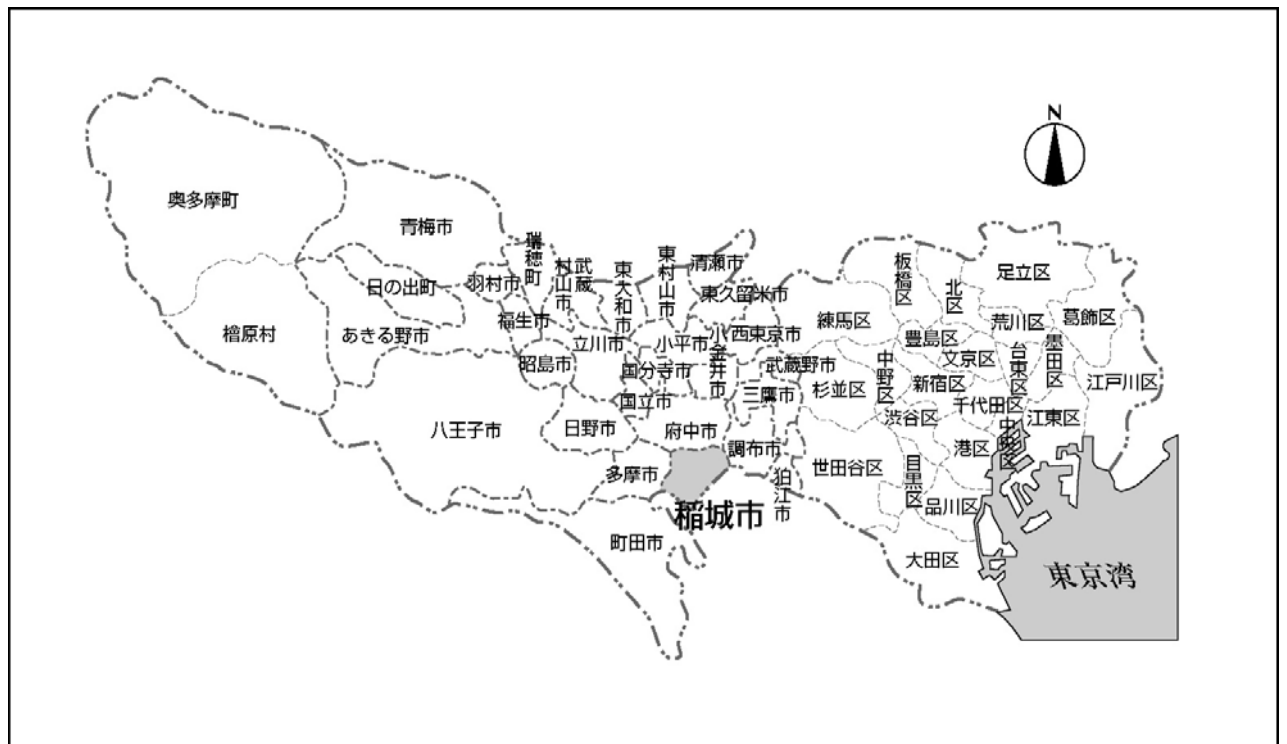 N
奥多摩町
青梅市
瑞穂町
武蔵
村山市
東大和市
東村山市
清瀬市
東久留米市
板橋区
北区
足立区
日の出町
羽村市
福生市
檜原村
あきる野市
昭島市
立川市
小平市
小金井市
西東京市
練馬区
豊島区
荒川区
葛飾区
国分寺市
武蔵野市
中野区
文京区
台東区
墨田区
国立市
三鷹市
杉並区
新宿区
千代田区
江戸川区
八王子市
日野市
府中市
調布市
渋谷区
港区
中央区
江東区
多摩市
狛江市
世田谷区
目黒区
品川区
稲城市
町田市
大田区
東京湾